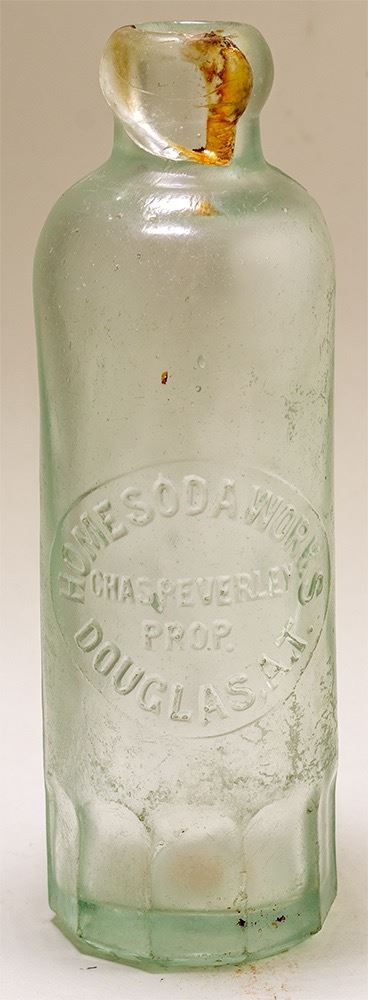 HOME SODA WORKS
CHAS PEVERLEY
PROP.
DOUGLAS, A.T.